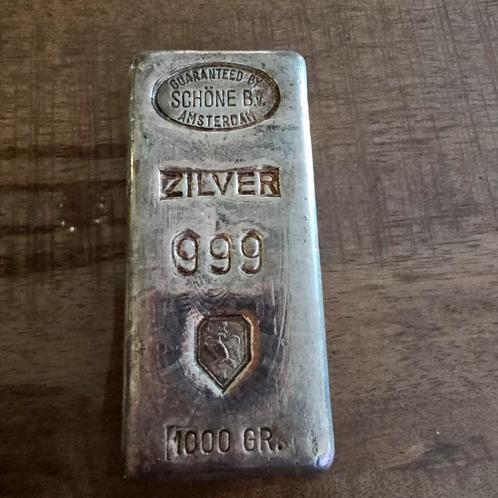 GUARANTEED BY
SCHÖNE B.V.
AMSTERDAM
ZILVER
999
1000 GR.